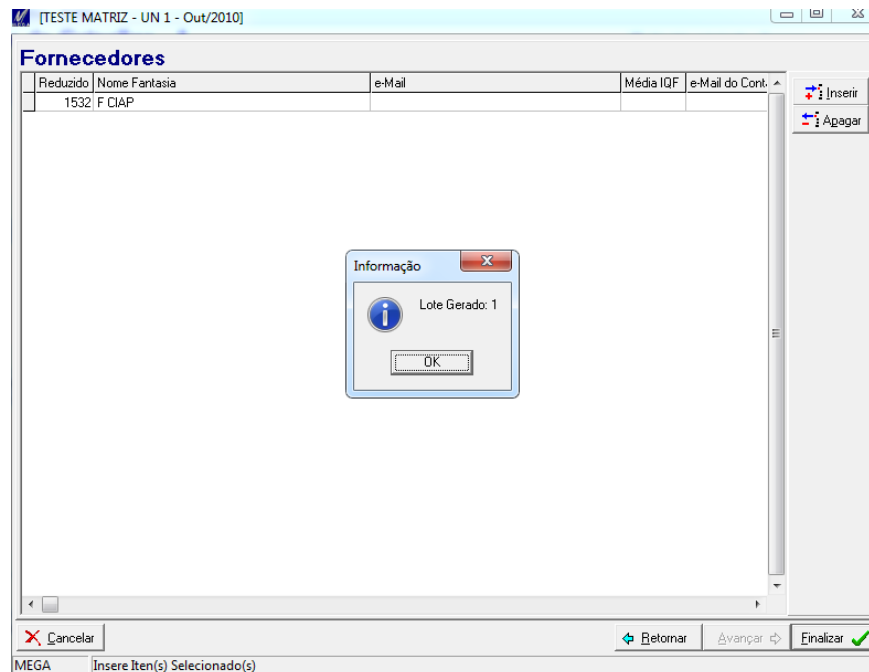 [TESTE MATRIZ - UN 1 - Out/2010]
Fornecedores
Reduzido Nome Fantasia e-Mail Média IQF e-Mail do Cont.
1532 F CIAP
Inserir
Apagar
Informação
Lote Gerado: 1
OK
Cancelar Retornar Avançar Finalizar
MEGA Insere Iten(s) Selecionado(s)